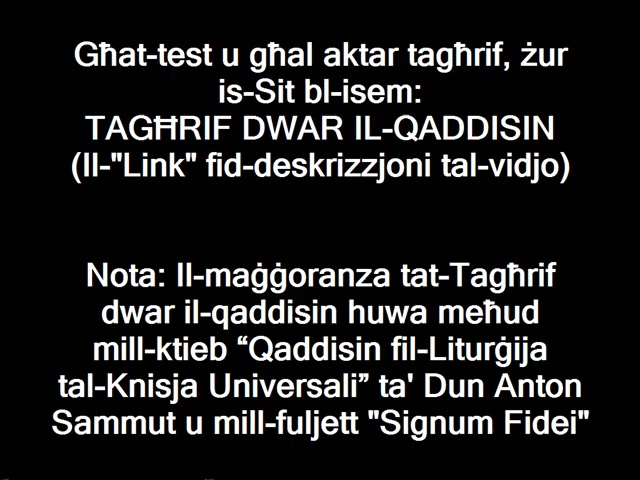 Għat-test u għal aktar tagħrif, żur
is-Sit bl-isem:
TAGĦRIF DWAR IL-QADDISIN
(Il-"Link" fid-deskrizzjoni tal-vidjo)
Nota: Il-maġġoranza tat-Tagħrif
dwar il-qaddisin huwa meħud
mill-ktieb “Qaddisin fil-Liturġija
tal-Knisja Universali” ta' Dun Anton
Sammut u mill-fuljett "Signum Fidei"